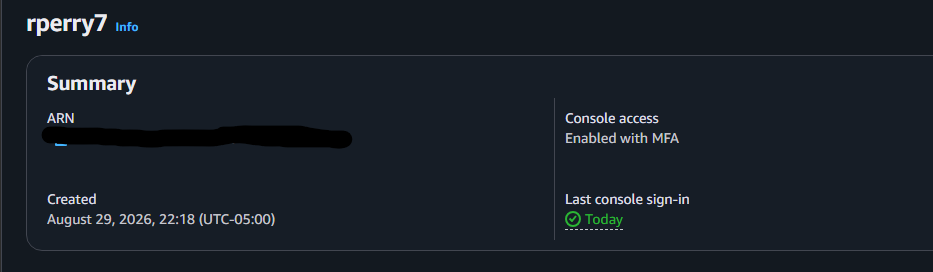 rperry7 Info
Summary
ARN
Console access
Enabled with MFA
Created
August 29, 2026, 22:18 (UTC-05:00)
Last console sign-in
Today